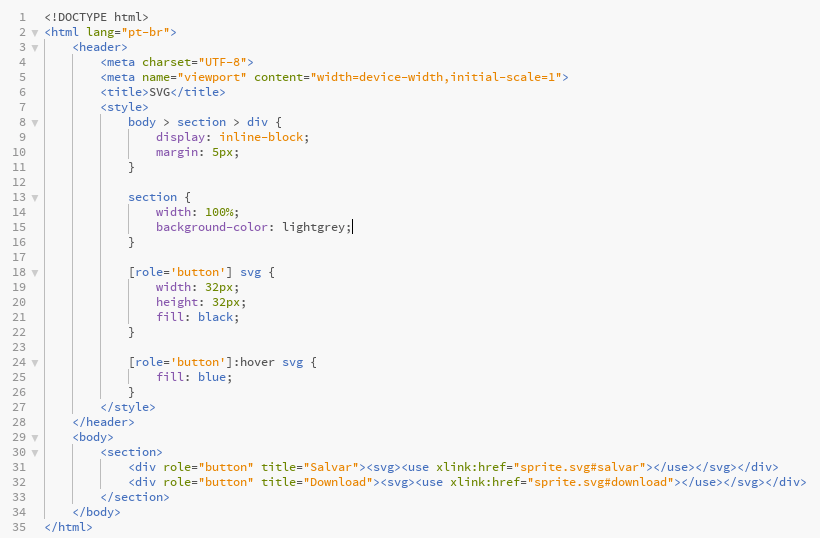 1 <!DOCTYPE html>
2 <html lang="pt-br">
3 <header>
4 <meta charset="UTF-8">
5 <meta name="viewport" content="width=device-width,initial-scale=1">
6 <title>SVG</title>
7 <style>
8 body > section > div {
9 display: inline-block;
10 margin: 5px;
11 }
12
13 section {
14 width: 100%;
15 background-color: lightgrey;
16 }
17
18 [role='button'] svg {
19 width: 32px;
20 height: 32px;
21 fill: black;
22 }
23
24 [role='button']:hover svg {
25 fill: blue;
26 }
27 </style>
28 </header>
29 <body>
30 <section>
31 <div role="button" title="Salvar"><svg><use xlink:href="sprite.svg#salvar"></use></svg></div>
32 <div role="button" title="Download"><svg><use xlink:href="sprite.svg#download"></use></svg></div>
33 </section>
34 </body>
35 </html>